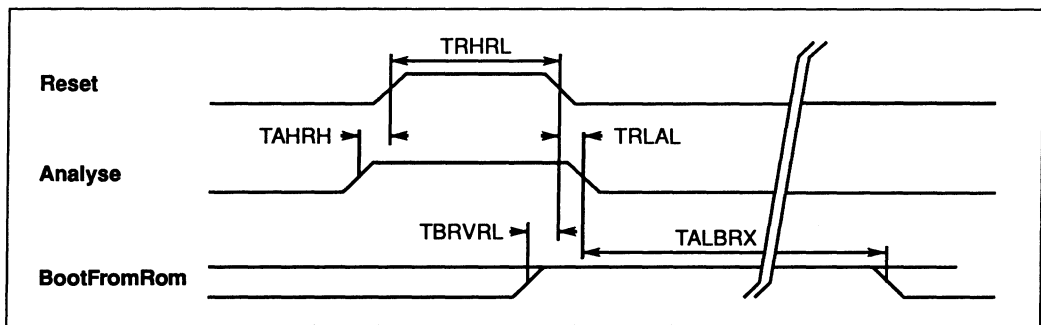 TRHRL
Reset
TAHRH TRLAL
Analyse
TBRVRL TALBRX
BootFromRom